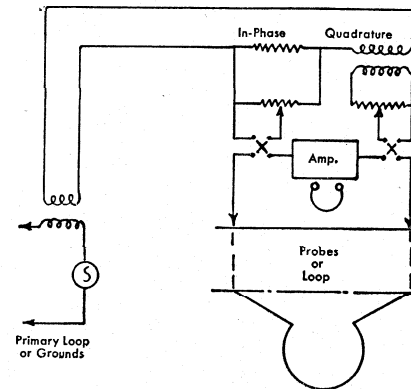 In-Phase
Quadrature
Amp.
S
Probes
or
Loop
Primary Loop
or Grounds